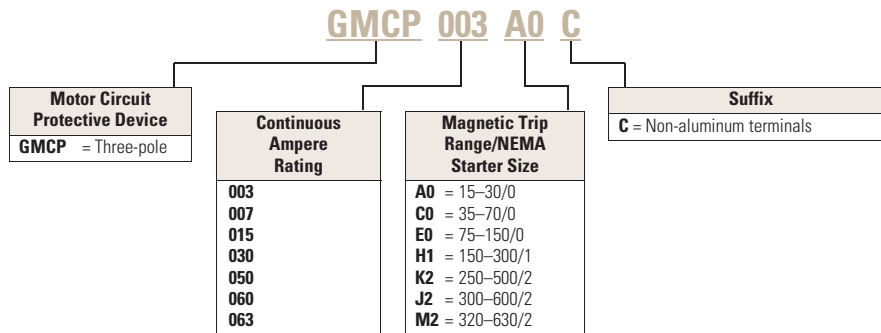 GMCP 003 A0 C
Motor Circuit
Protective Device
GMCP = Three-pole
Continuous
Ampere
Rating
003
007
015
030
050
060
063
Magnetic Trip
Range/NEMA
Starter Size
A0 = 15–30/0
C0 = 35–70/0
E0 = 75–150/0
H1 = 150–300/1
K2 = 250–500/2
J2 = 300–600/2
M2 = 320–630/2
Suffix
C = Non-aluminum terminals